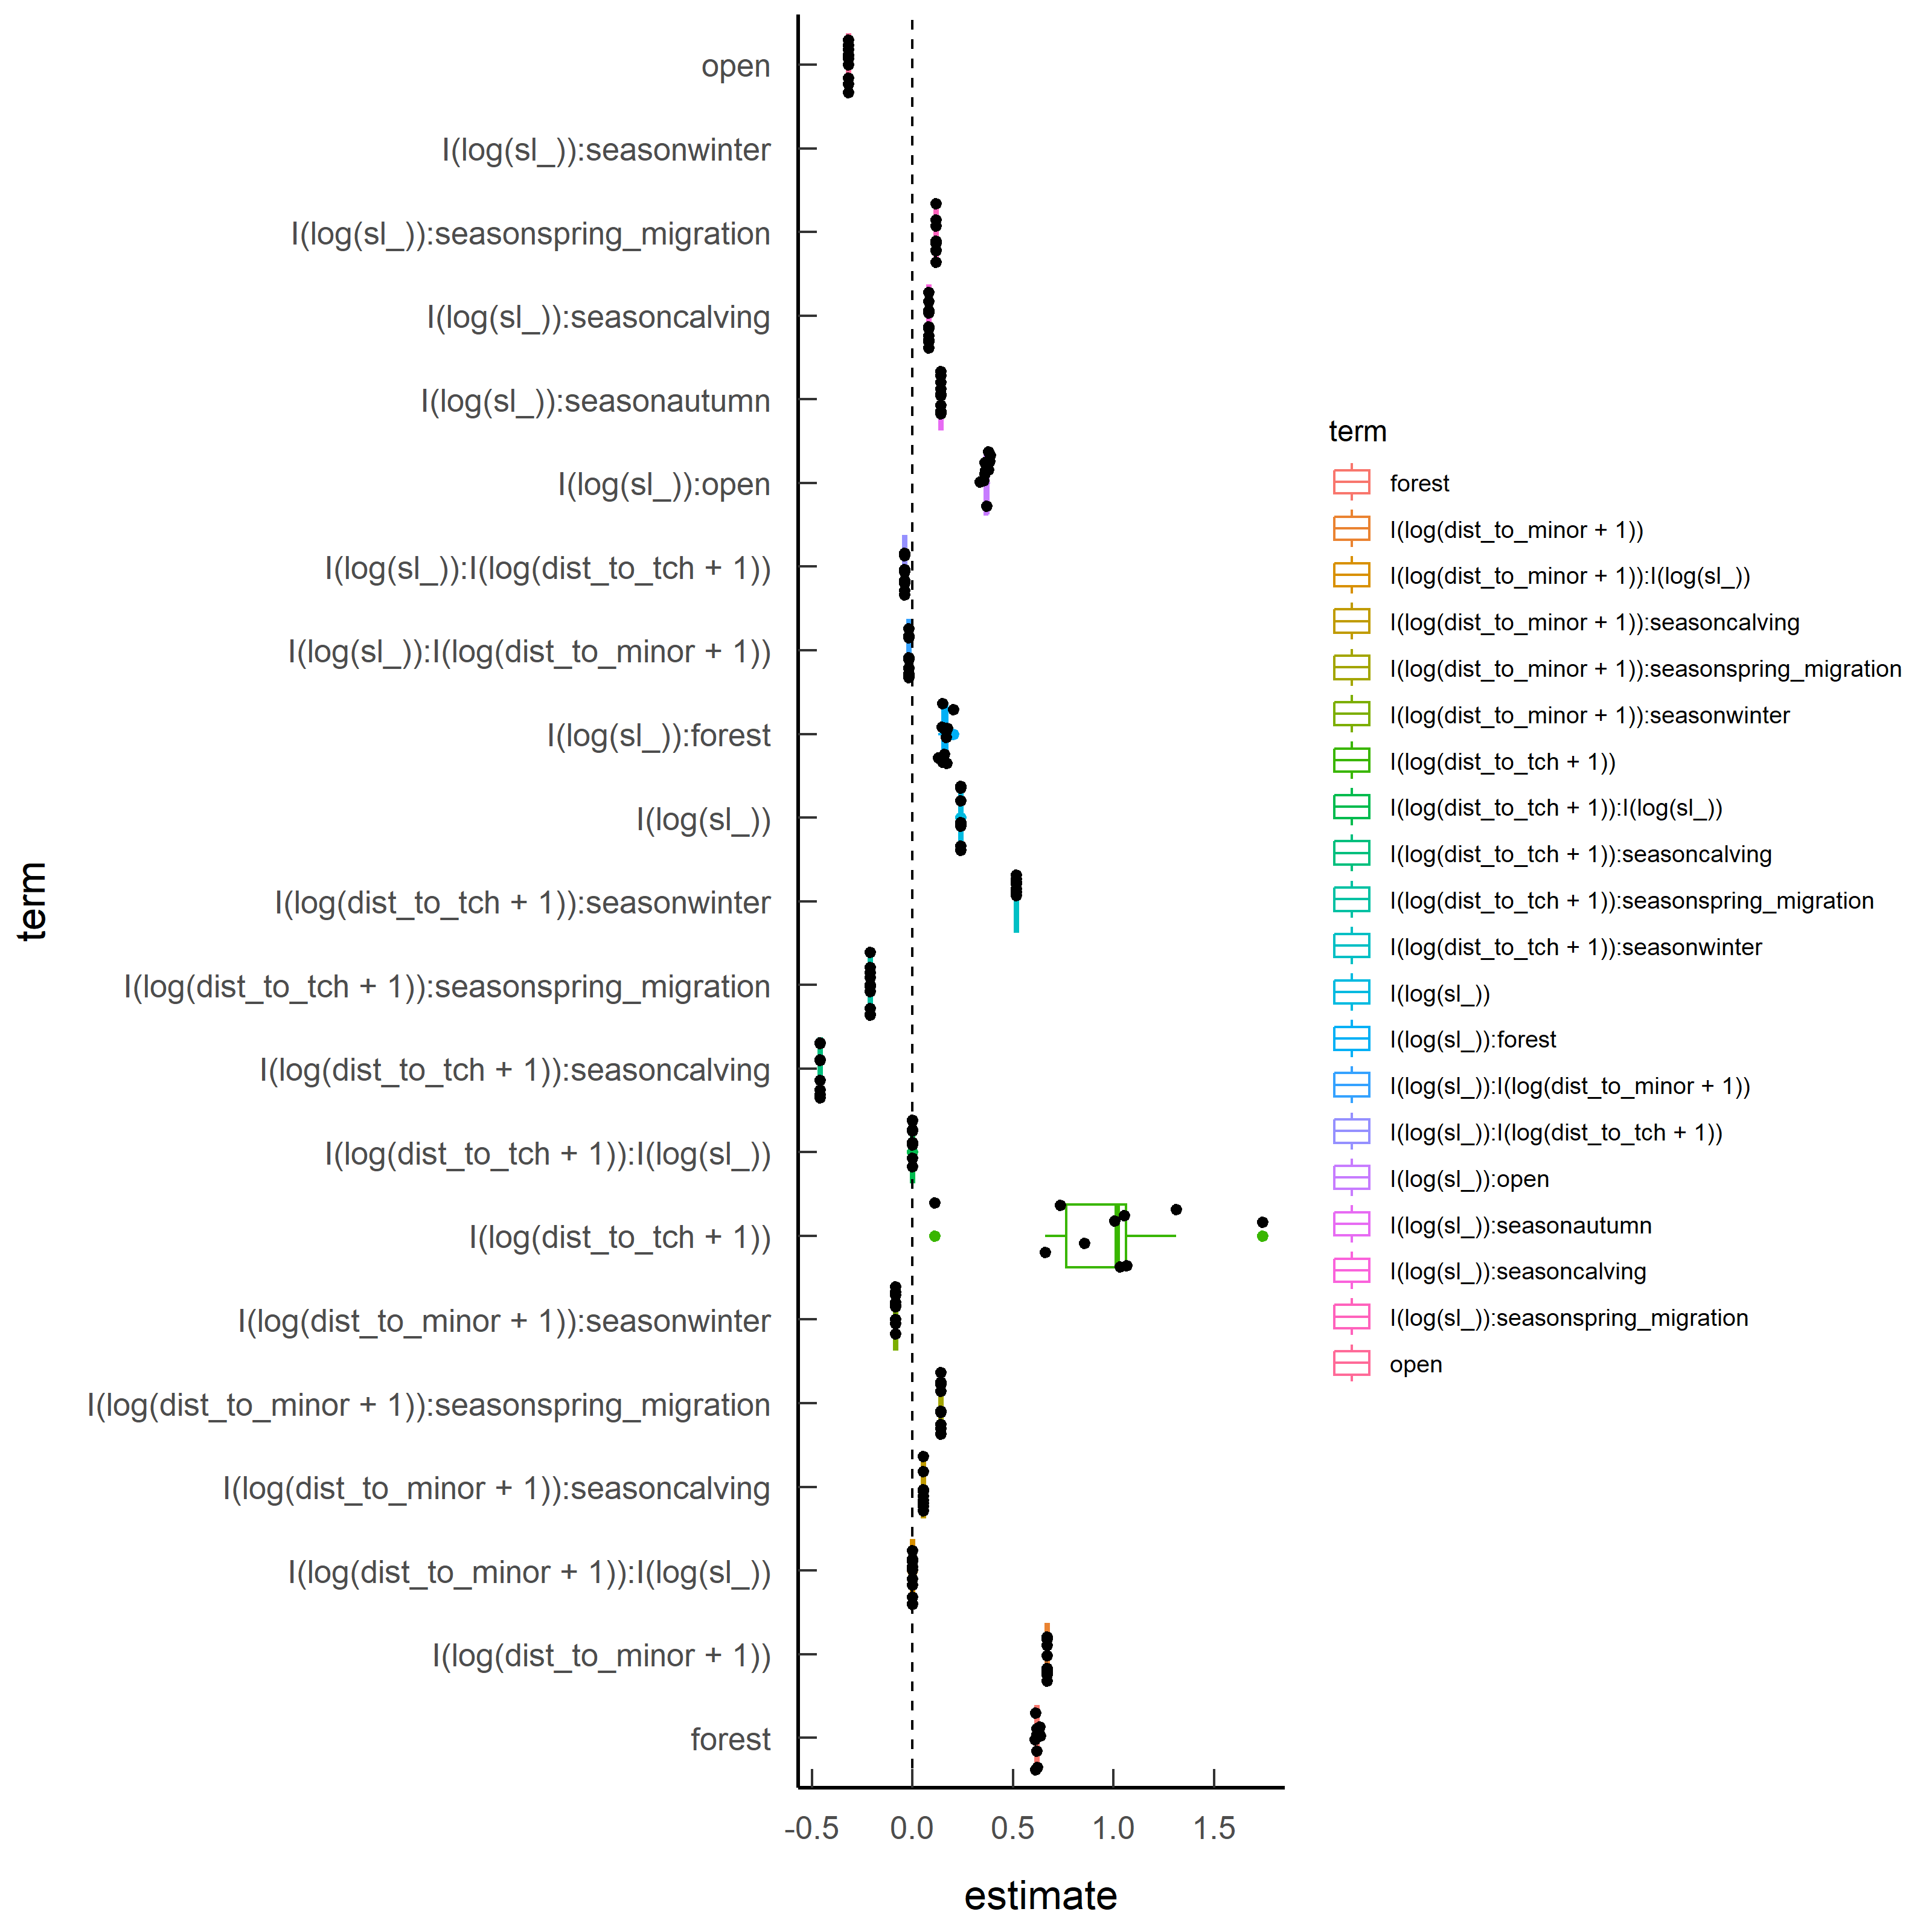 open
I(log(sl_)):seasonwinter
I(log(sl_)):seasonspring_migration
I(log(sl_)):seasoncalving
I(log(sl_)):seasonautumn
I(log(sl_)):open
I(log(sl_)):I(log(dist_to_tch + 1))
I(log(sl_)):I(log(dist_to_minor + 1))
I(log(sl_)):forest
I(log(sl_))
I(log(dist_to_tch + 1)):seasonwinter
I(log(dist_to_tch + 1)):seasonspring_migration
I(log(dist_to_tch + 1)):seasoncalving
I(log(dist_to_tch + 1)):I(log(sl_))
I(log(dist_to_tch + 1))
I(log(dist_to_minor + 1)):seasonwinter
I(log(dist_to_minor + 1)):seasonspring_migration
I(log(dist_to_minor + 1)):seasoncalving
I(log(dist_to_minor + 1)):I(log(sl_))
I(log(dist_to_minor + 1))
forest
term
-0.5 0.0 0.5 1.0 1.5
estimate
term
forest
I(log(dist_to_minor + 1))
I(log(dist_to_minor + 1)):I(log(sl_))
I(log(dist_to_minor + 1)):seasoncalving
I(log(dist_to_minor + 1)):seasonspring_migration
I(log(dist_to_minor + 1)):seasonwinter
I(log(dist_to_tch + 1))
I(log(dist_to_tch + 1)):I(log(sl_))
I(log(dist_to_tch + 1)):seasoncalving
I(log(dist_to_tch + 1)):seasonspring_migration
I(log(dist_to_tch + 1)):seasonwinter
I(log(sl_))
I(log(sl_)):forest
I(log(sl_)):I(log(dist_to_minor + 1))
I(log(sl_)):I(log(dist_to_tch + 1))
I(log(sl_)):open
I(log(sl_)):seasonautumn
I(log(sl_)):seasoncalving
I(log(sl_)):seasonspring_migration
open